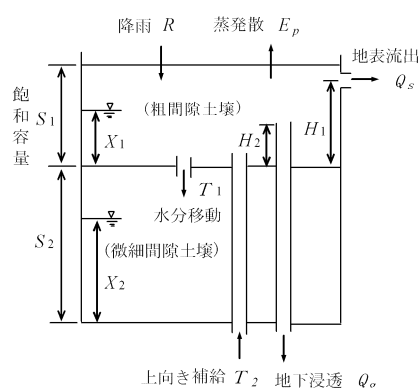 降雨 R
蒸発散 Ep
地表流出
Qs
飽和容量
S1
(粗間隙土壌)
X1
H2
H1
T1
水分移動
S2
(微細間隙土壌)
X2
上向き補給 T2
地下浸透 Qg